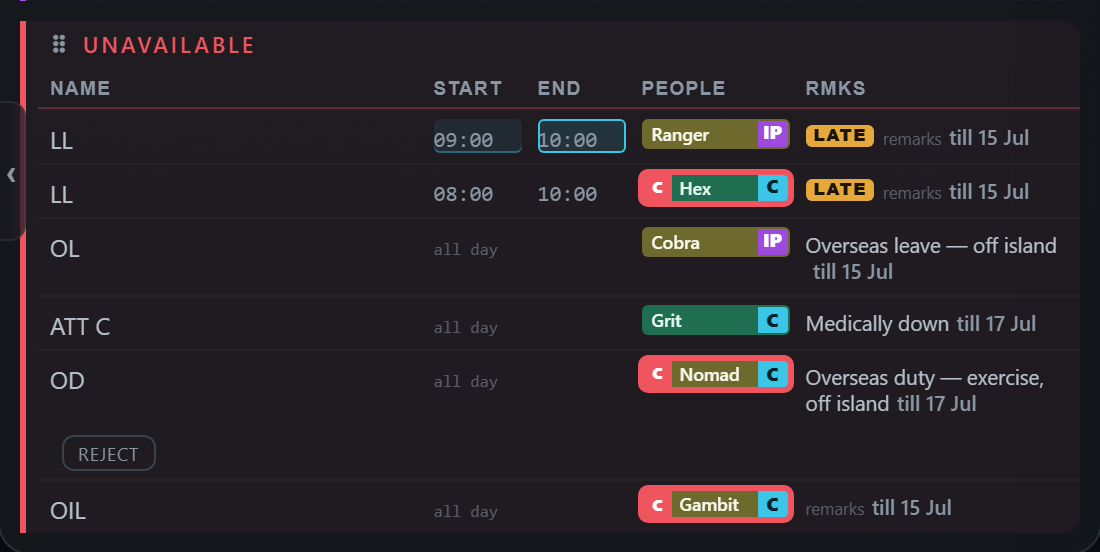 UNAVAILABLE
NAME START END PEOPLE RMKS
LL 09:00 10:00 Ranger IP LATE remarks till 15 Jul
LL 08:00 10:00 C Hex C LATE remarks till 15 Jul
OL all day Cobra IP Overseas leave — off island
till 15 Jul
ATT C all day Grit C Medically down till 17 Jul
OD all day C Nomad C Overseas duty — exercise,
off island till 17 Jul
REJECT
OIL all day C Gambit C remarks till 15 Jul